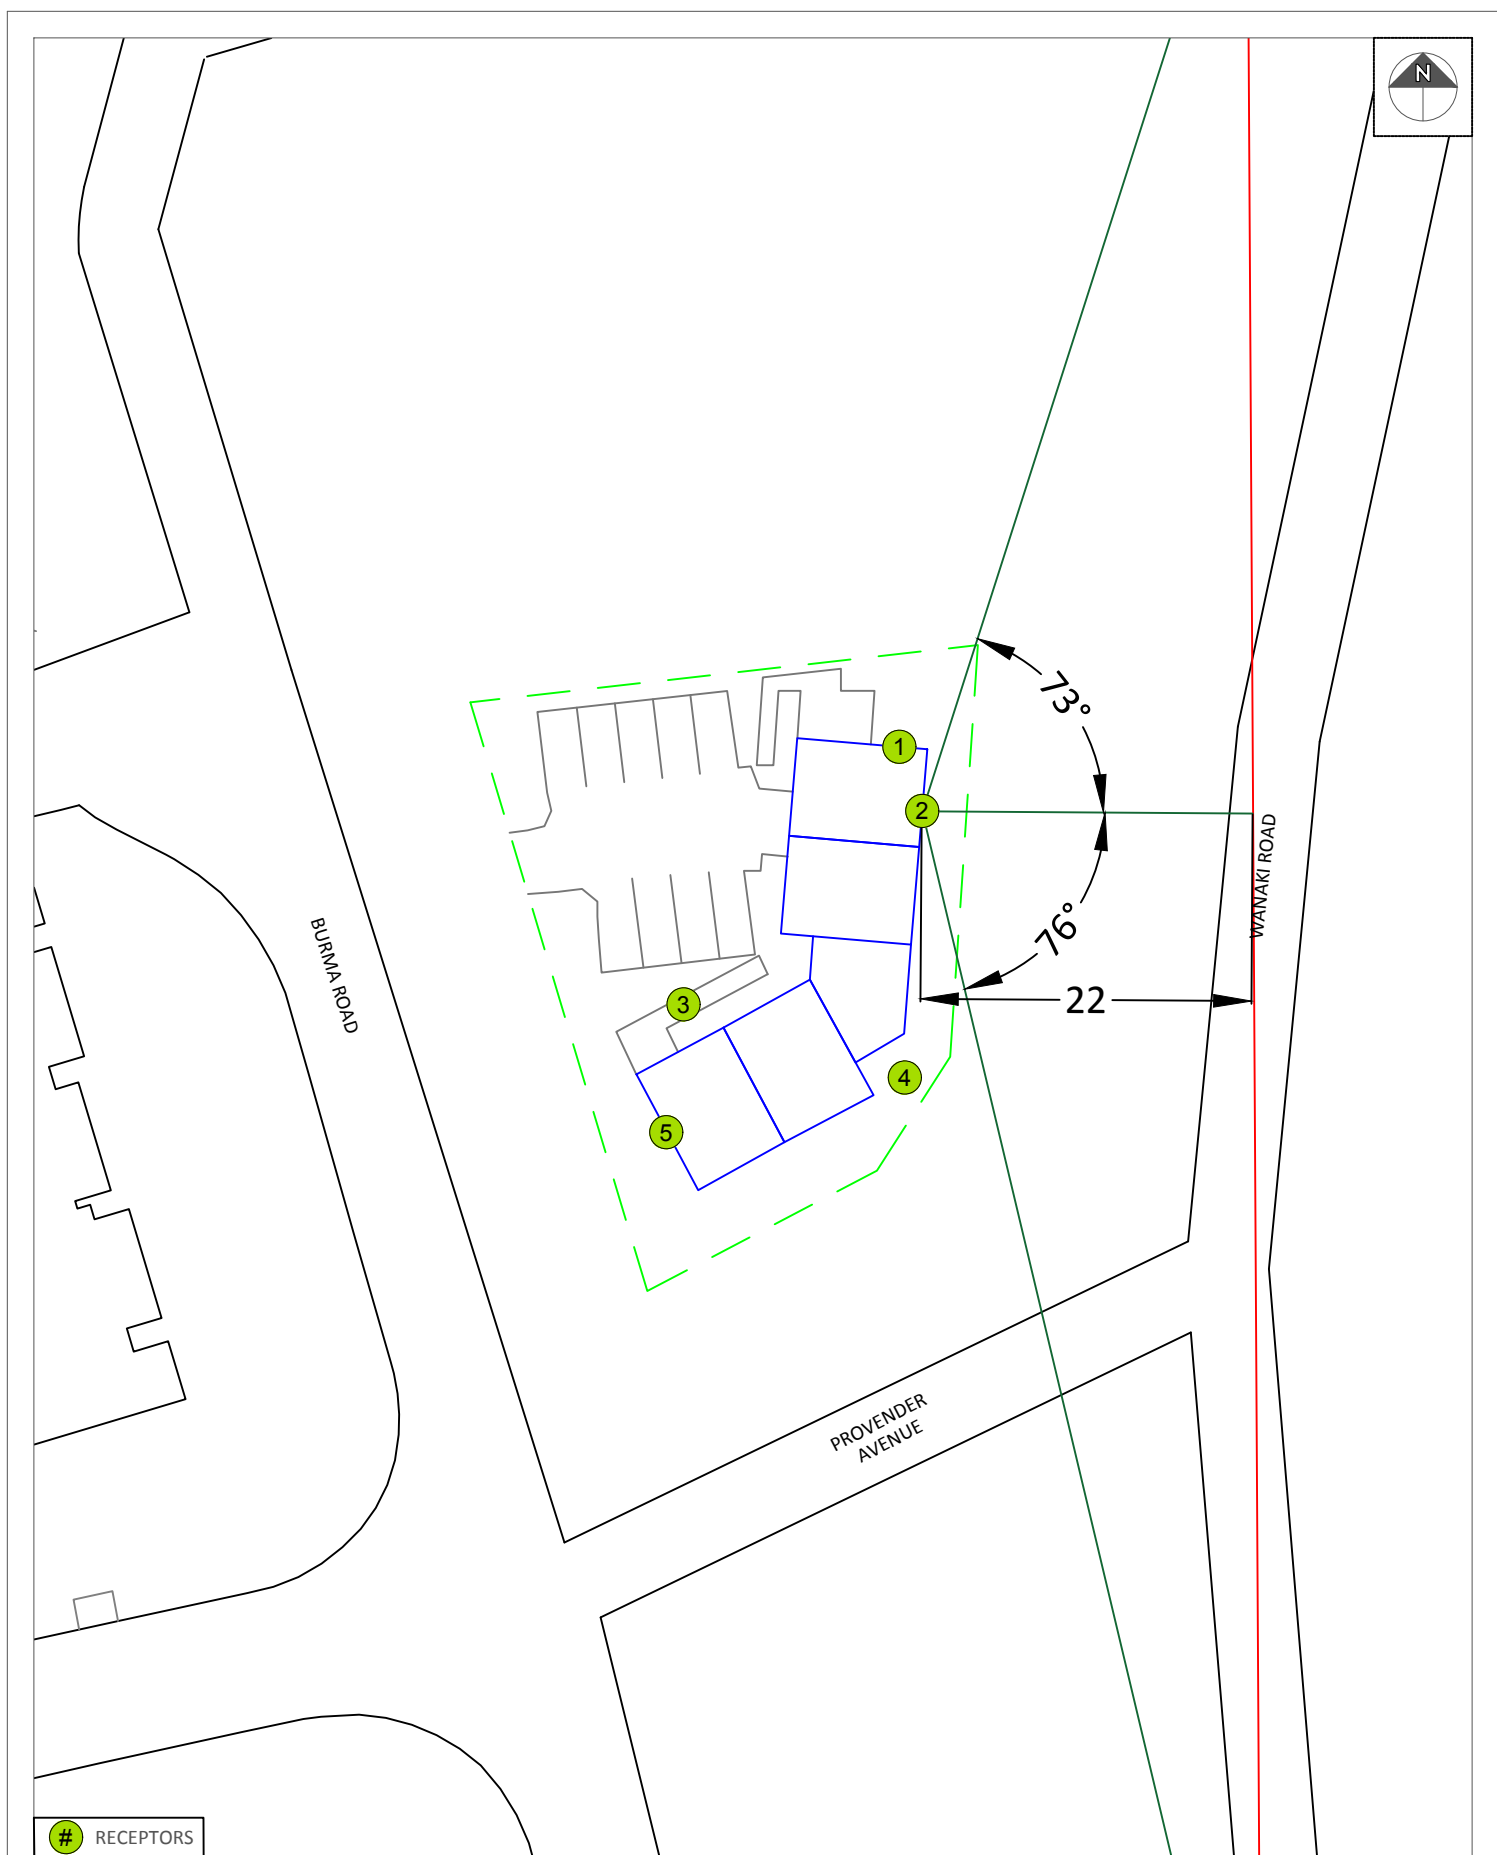 N
73°
1
2
WANAKI ROAD
76°
BURMA ROAD
22
3
4
5
PROVENDER
AVENUE
# RECEPTORS